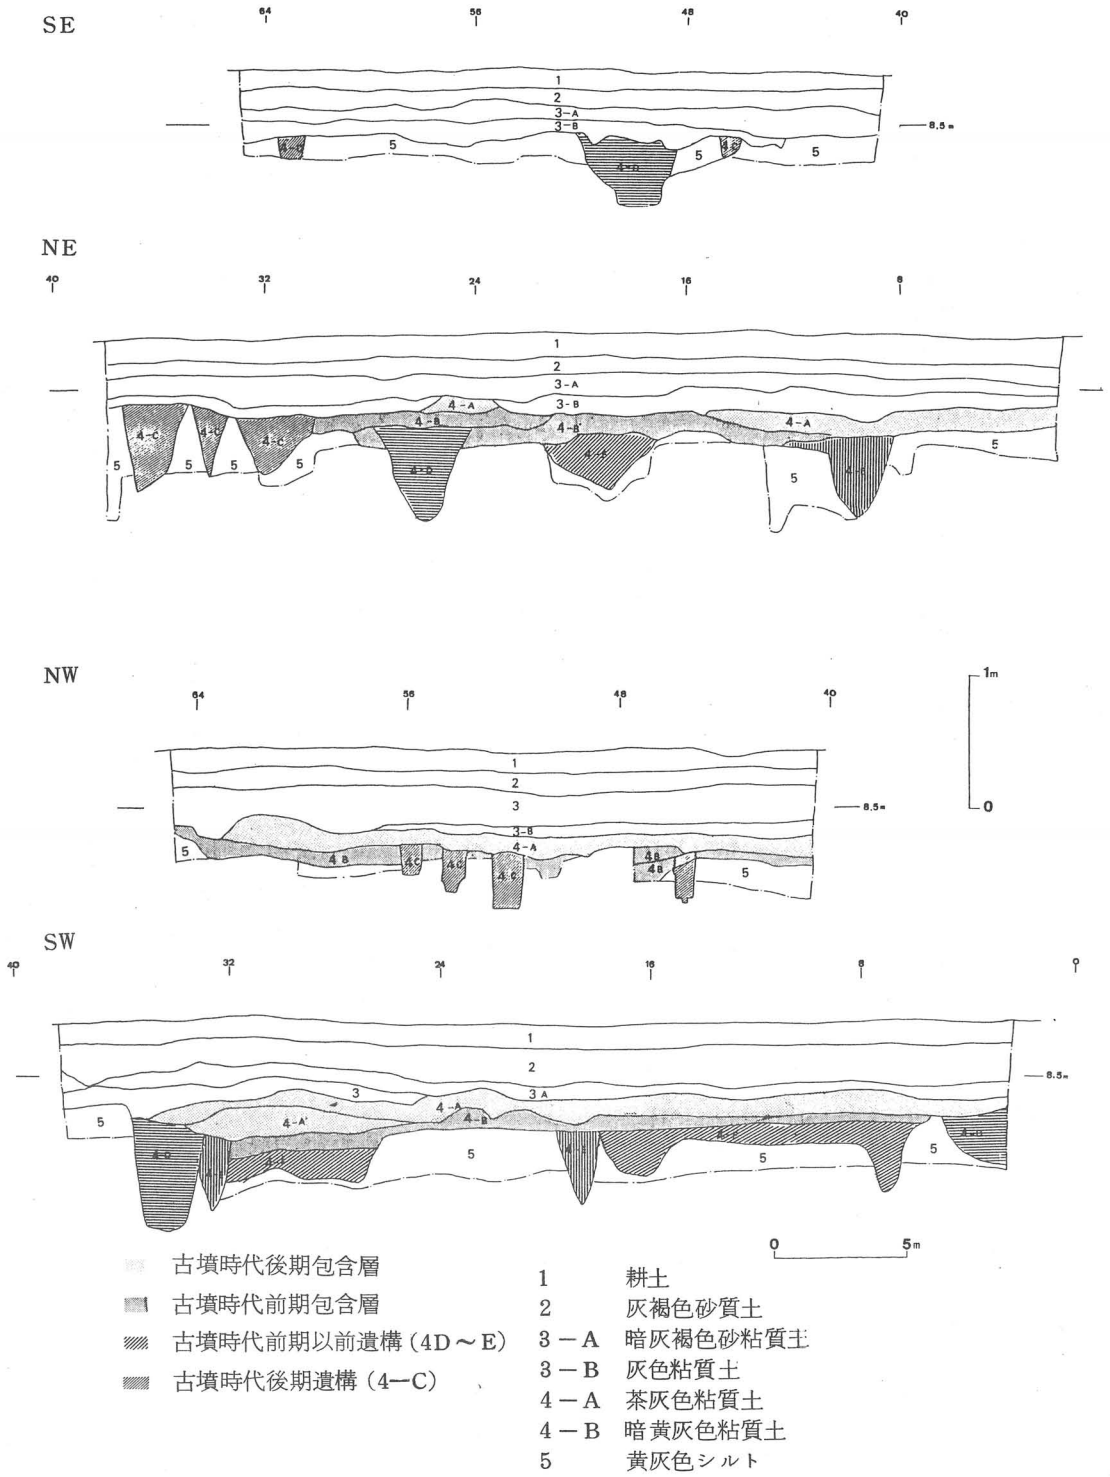 SE
64 56 48 40
1
2
3-A
3-B
8.5m
4-C 5 4-D 5 4-C 5
NE
40 32 24 16 8
1
2
3-A
4-A 3-B 4-A
4-B 4-B'
4-C 4-C 4-C
5 5 5 5 4-D 5 5
NW
64 56 48 40
1m
0
1
2
3
8.5m
3-B
4-A
5 4B 4C 4C 4C 4B 4B 5
SW
40 32 24 16 8 0
1
2
8.5m
3 3A
4-A
4-A' 4-B
5 4-D 5 5 5
0 5m
古墳時代後期包含層
古墳時代前期包含層
古墳時代前期以前遺構(4D~E)
古墳時代後期遺構(4-C)
1 耕土
2 灰褐色砂質土
3-A 暗灰褐色砂粘質土
3-B 灰色粘質土
4-A 茶灰色粘質土
4-B 暗黄灰色粘質土
5 黄灰色シルト